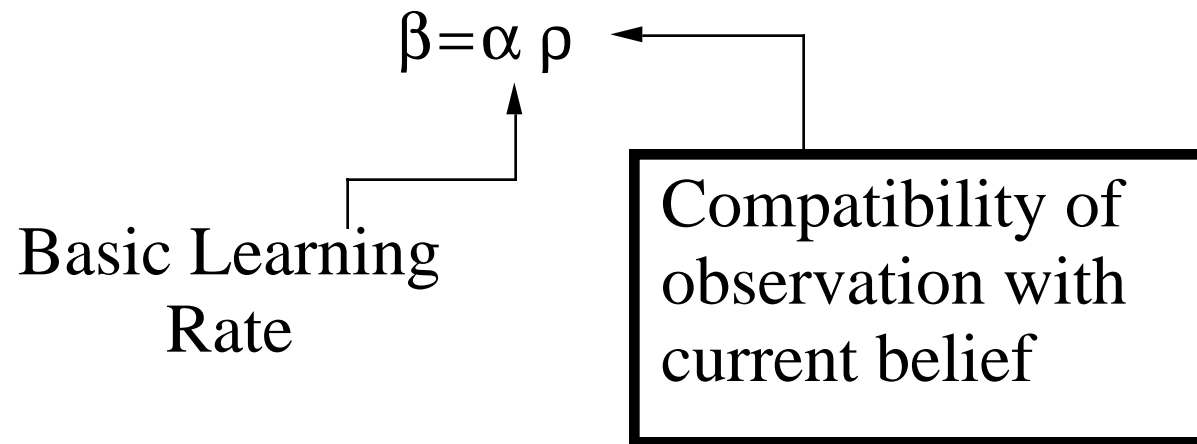 β=α ρ
Basic Learning
Rate
Compatibility of
observation with
current belief